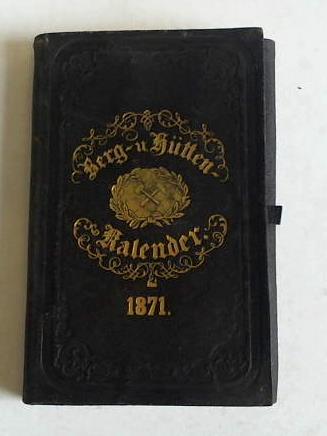 Berg- u Hütten-
Kalender.
1871.